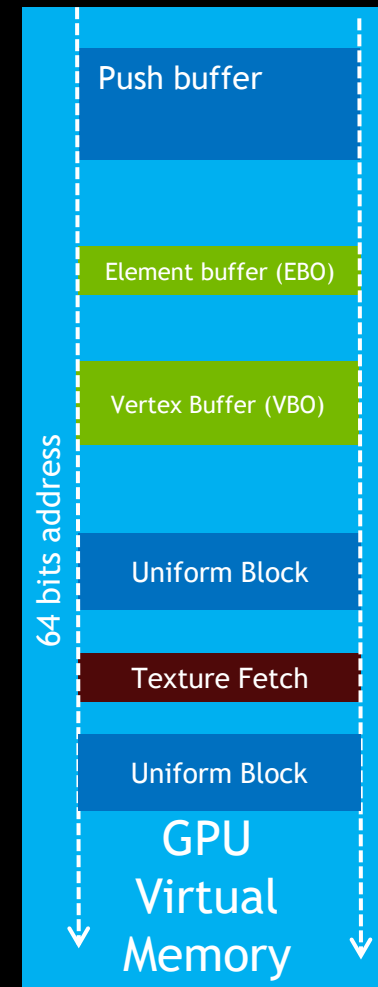 Push buffer
Element buffer (EBO)
Vertex Buffer (VBO)
64 bits address
Uniform Block
Texture Fetch
Uniform Block
GPU
Virtual
Memory